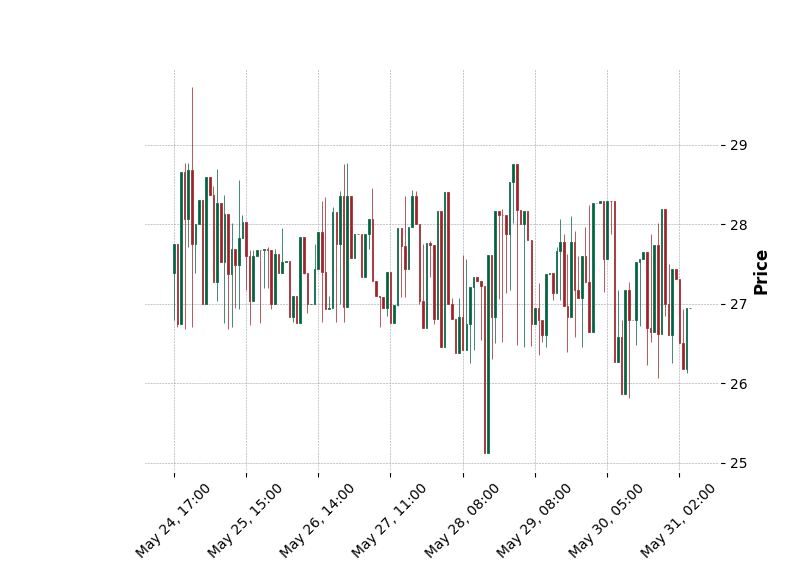 29
28
27
26
25
Price
May 24, 17:00
May 25, 15:00
May 26, 14:00
May 27, 11:00
May 28, 08:00
May 29, 08:00
May 30, 05:00
May 31, 02:00